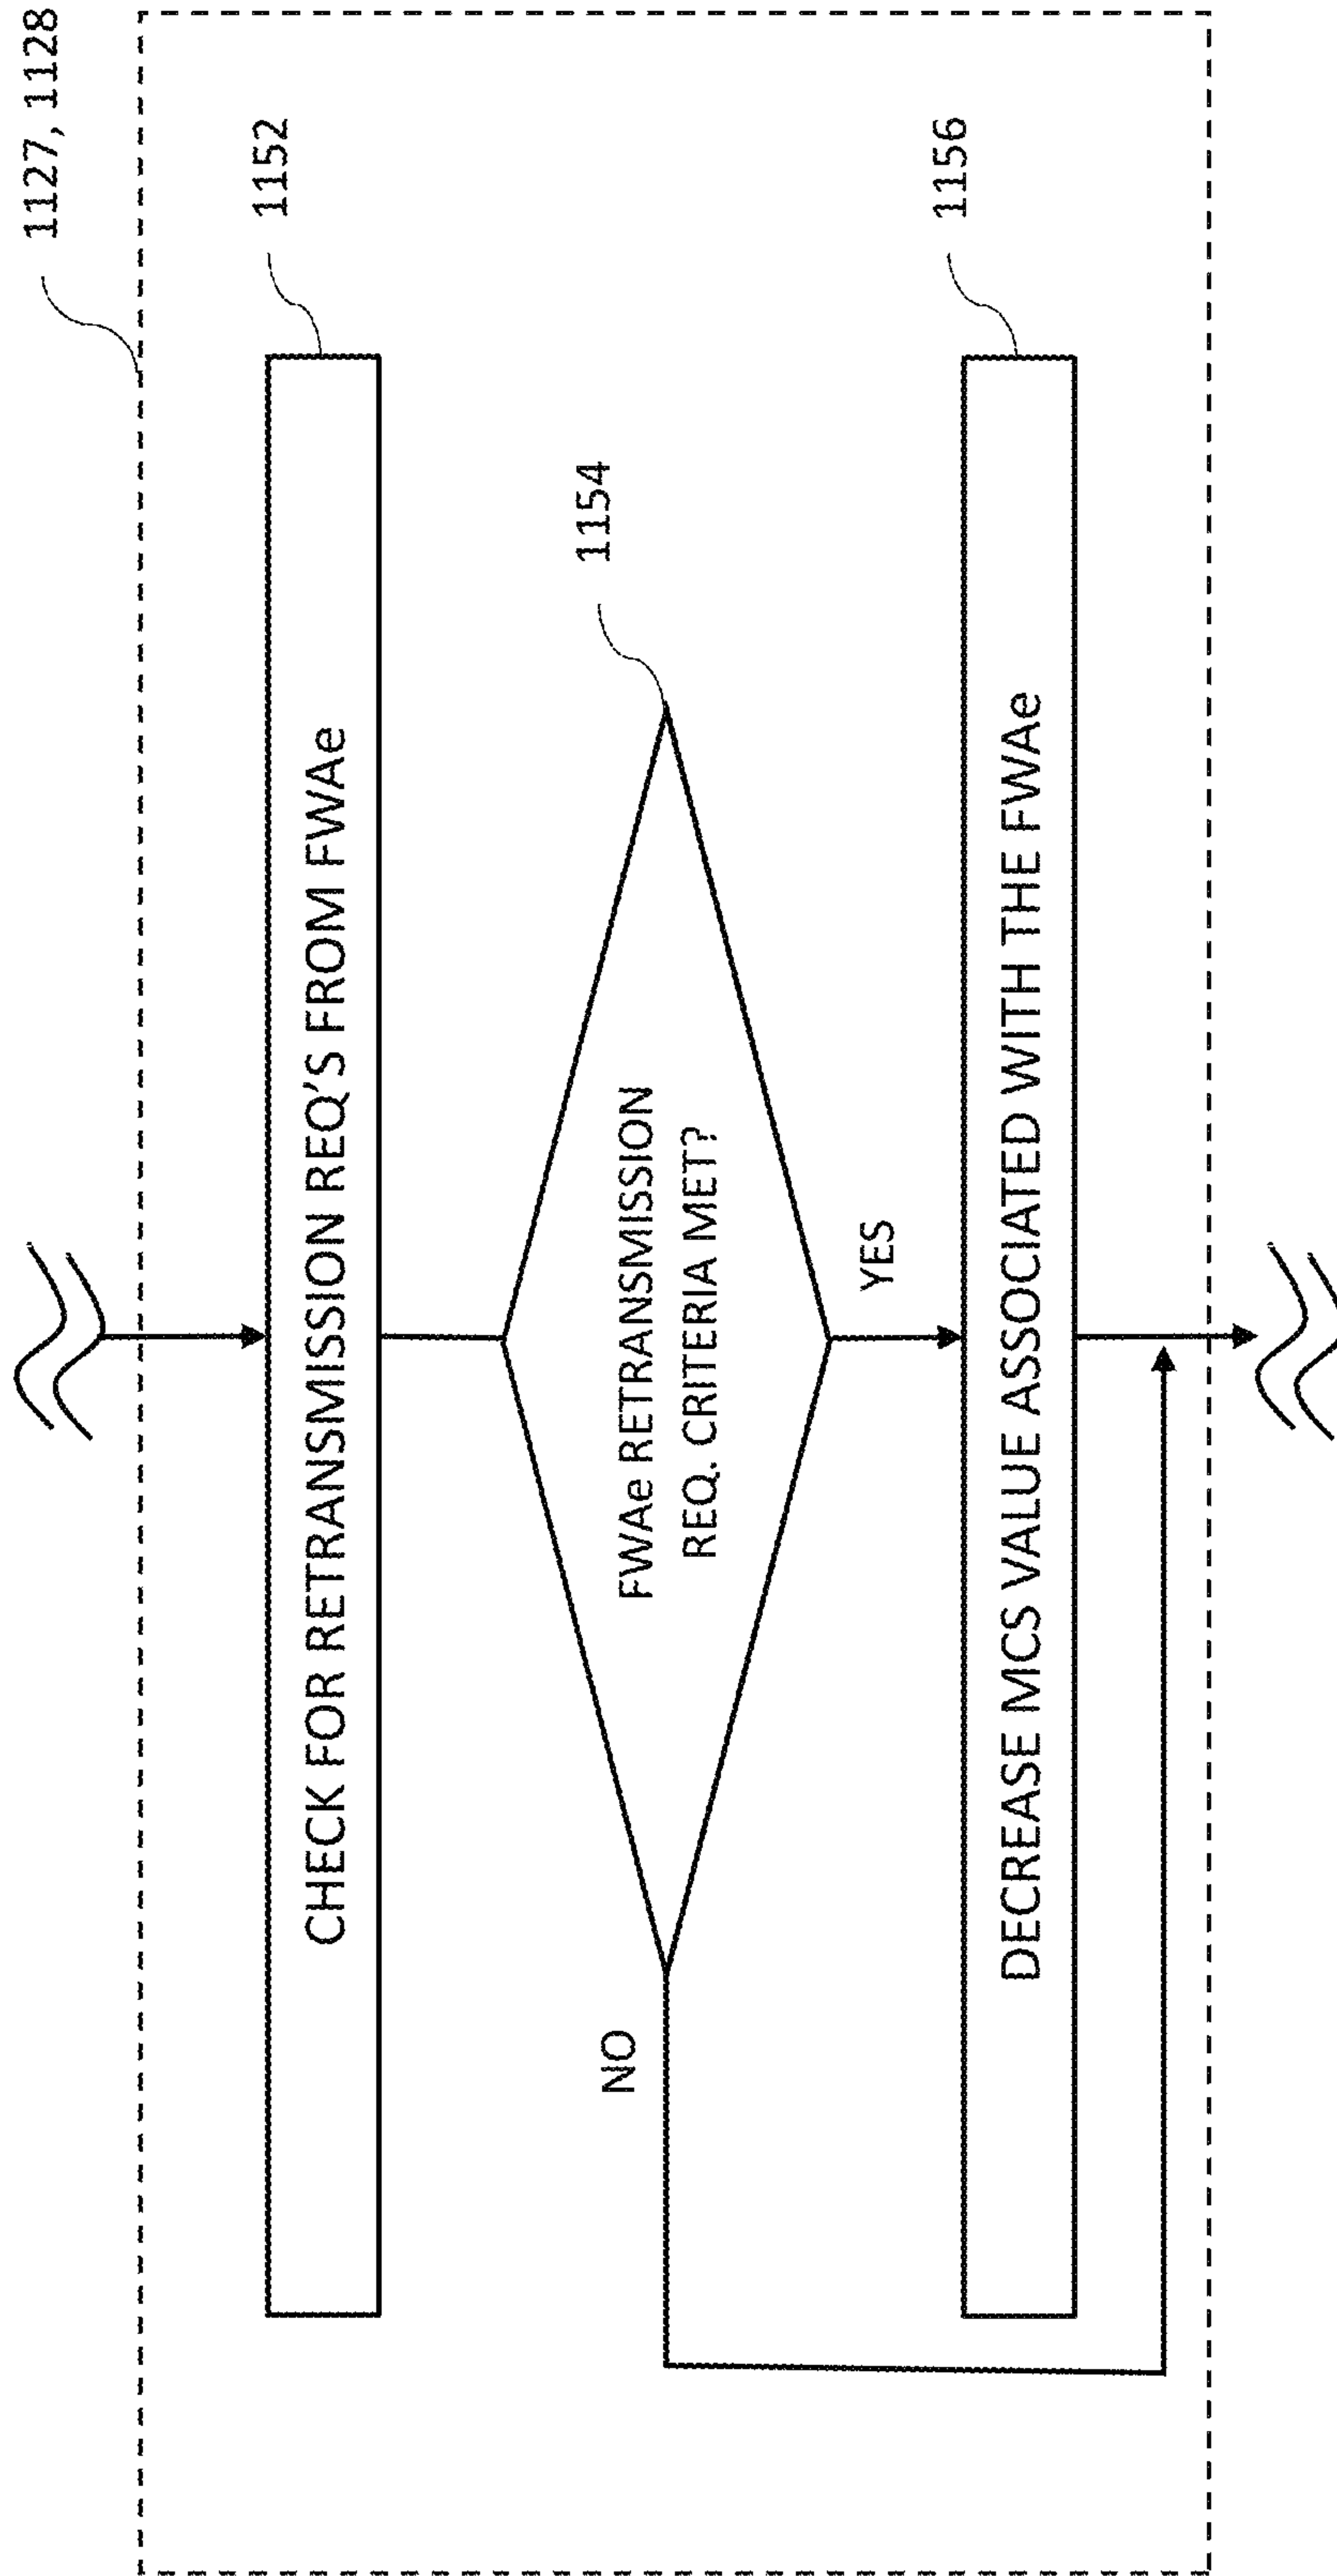 1127, 1128
CHECK FOR RETRANSMISSION REQ'S FROM FWAe
1152
FWAe RETRANSMISSION
REQ. CRITERIA MET?
1154
NO
YES
DECREASE MCS VALUE ASSOCIATED WITH THE FWAe
1156